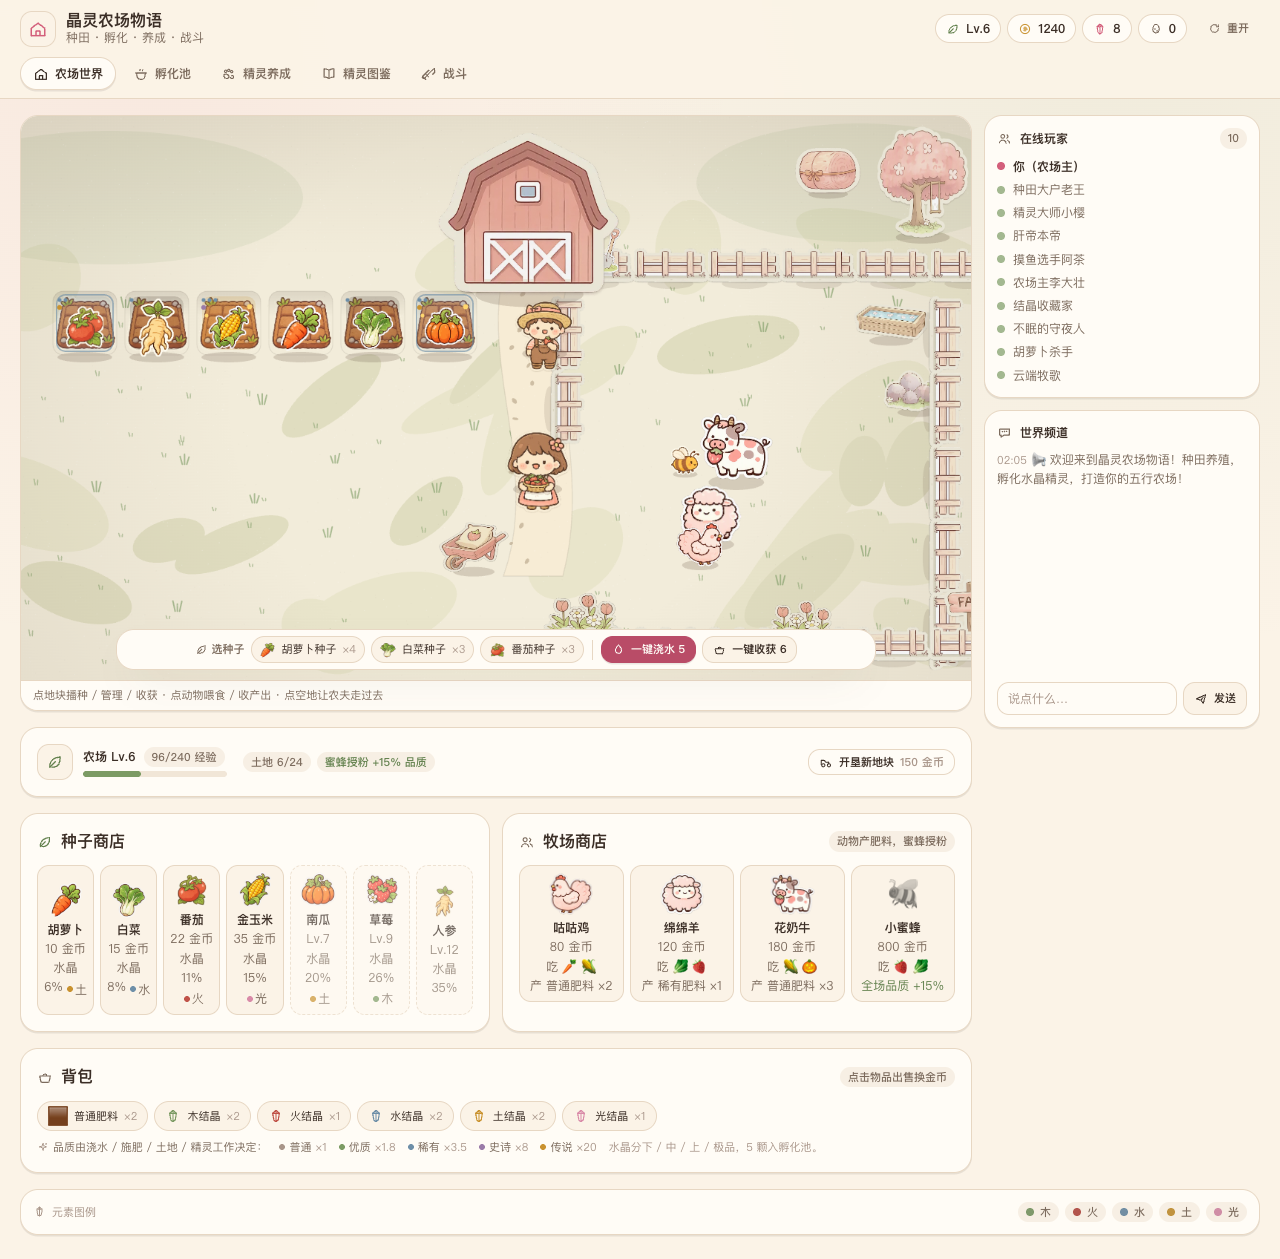 晶灵农场物语
种田 · 孵化 · 养成 · 战斗
Lv.6
1240
8
0
重开
农场世界
孵化池
精灵养成
精灵图鉴
战斗
选种子
胡萝卜种子 ×4
白菜种子 ×3
番茄种子 ×3
一键浇水 5
一键收获 6
点地块播种 / 管理 / 收获 · 点动物喂食 / 收产出 · 点空地让农夫走过去
在线玩家
10
你（农场主）
种田大户老王
精灵大师小樱
肝帝本帝
摸鱼选手阿茶
农场主李大壮
结晶收藏家
不眠的守夜人
胡萝卜杀手
云端牧歌
世界频道
02:05 欢迎来到晶灵农场物语！种田养殖，
孵化水晶精灵，打造你的五行农场！
说点什么...
发送
农场 Lv.6
96/240 经验
土地 6/24
蜜蜂授粉 +15% 品质
开垦新地块 150 金币
种子商店
胡萝卜
10 金币
水晶
6% 土
白菜
15 金币
水晶
8% 水
番茄
22 金币
水晶
11%
火
金玉米
35 金币
水晶
15%
光
南瓜
Lv.7
水晶
20%
土
草莓
Lv.9
水晶
26%
木
人参
Lv.12
水晶
35%
牧场商店
动物产肥料，蜜蜂授粉
咕咕鸡
80 金币
吃
产 普通肥料 ×2
绵绵羊
120 金币
吃
产 稀有肥料 ×1
花奶牛
180 金币
吃
产 普通肥料 ×3
小蜜蜂
800 金币
吃
全场品质 +15%
背包
点击物品出售换金币
普通肥料 ×2
木结晶 ×2
火结晶 ×1
水结晶 ×2
土结晶 ×2
光结晶 ×1
品质由浇水 / 施肥 / 土地 / 精灵工作决定： 普通 ×1 优质 ×1.8 稀有 ×3.5 史诗 ×8 传说 ×20 水晶分下 / 中 / 上 / 极品，5 颗入孵化池。
元素图例
木
火
水
土
光